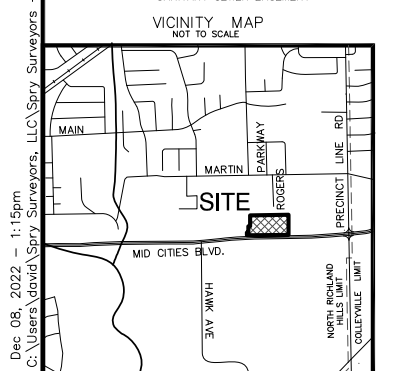 VICINITY MAP
NOT TO SCALE
MAIN
MARTIN
PARKWAY
ROGERS
PRECINCT LINE RD
SITE
MID CITIES BLVD.
HAWK AVE
NORTH RICHLAND
HILLS LIMIT
COLLEYVILLE LIMIT
Dec 08, 2022 - 1:15pm
C: Users\david\Spry Surveyors, LLC\Spry Surveyors -